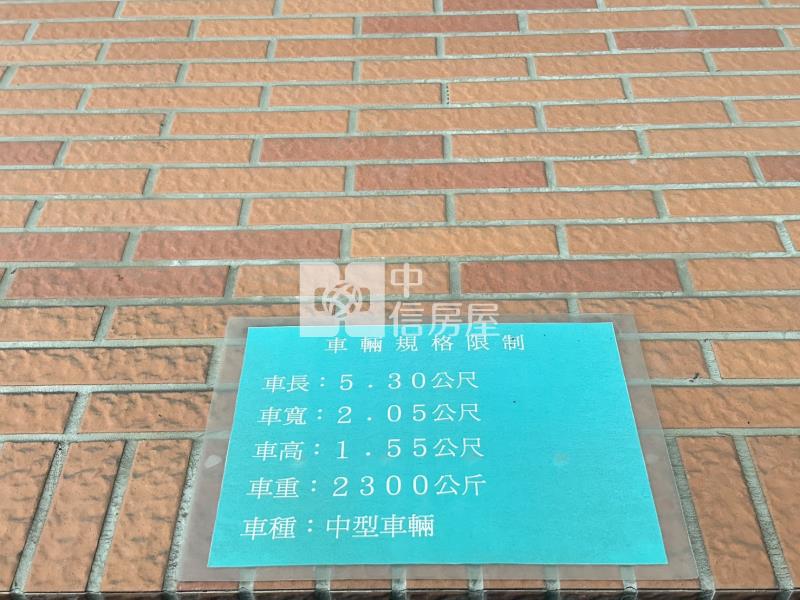 中
信房屋
車輛規格限制
車長：５．３０公尺
車寬：２．０５公尺
車高：１．５５公尺
車重：２３００公斤
車種：中型車輛